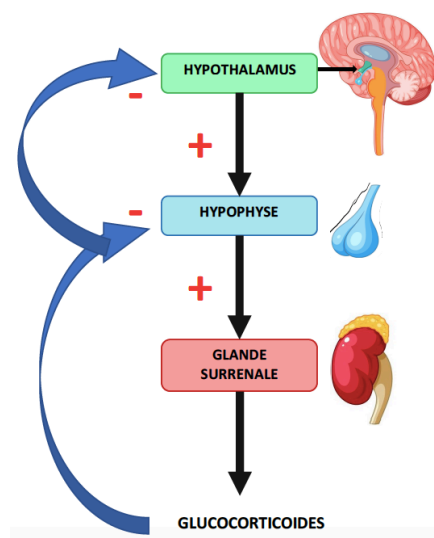 HYPOTHALAMUS
-
+
-
HYPOPHYSE
+
GLANDE
SURRENALE
GLUCOCORTICOIDES